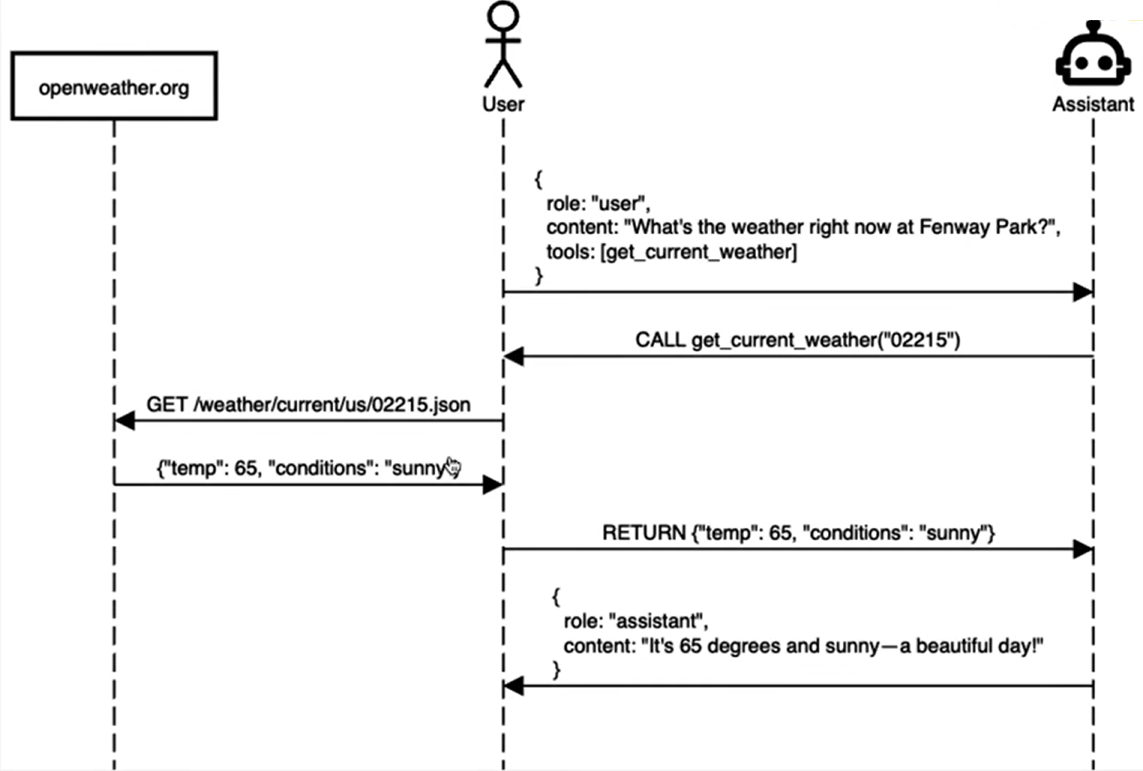 openweather.org
User
Assistant
{
role: "user",
content: "What's the weather right now at Fenway Park?",
tools: [get_current_weather]
}
CALL get_current_weather("02215")
GET /weather/current/us/02215.json
{"temp": 65, "conditions": "sunny
RETURN {"temp": 65, "conditions": "sunny"}
{
role: "assistant",
content: "It's 65 degrees and sunny—a beautiful day!"
}